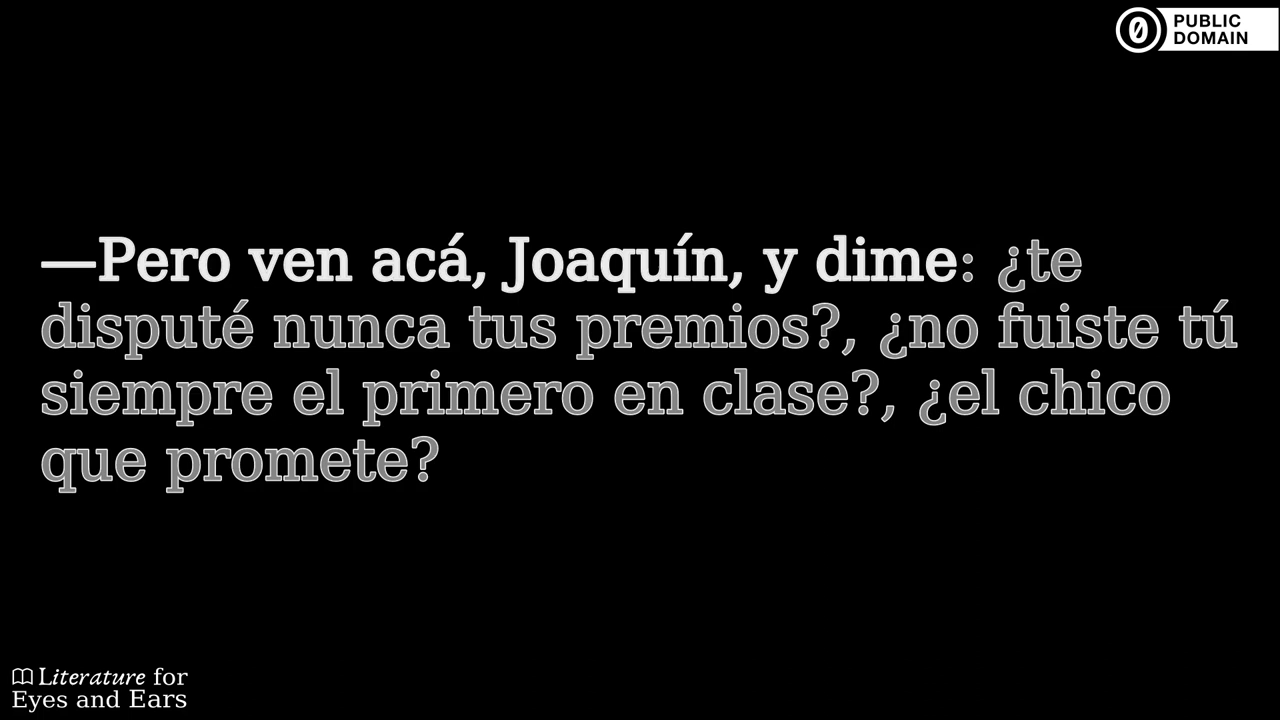 PUBLIC
DOMAIN
—Pero ven acá, Joaquín, y dime: ¿te
disputé nunca tus premios?, ¿no fuiste tú
siempre el primero en clase?, ¿el chico
que promete?
Literature for
Eyes and Ears